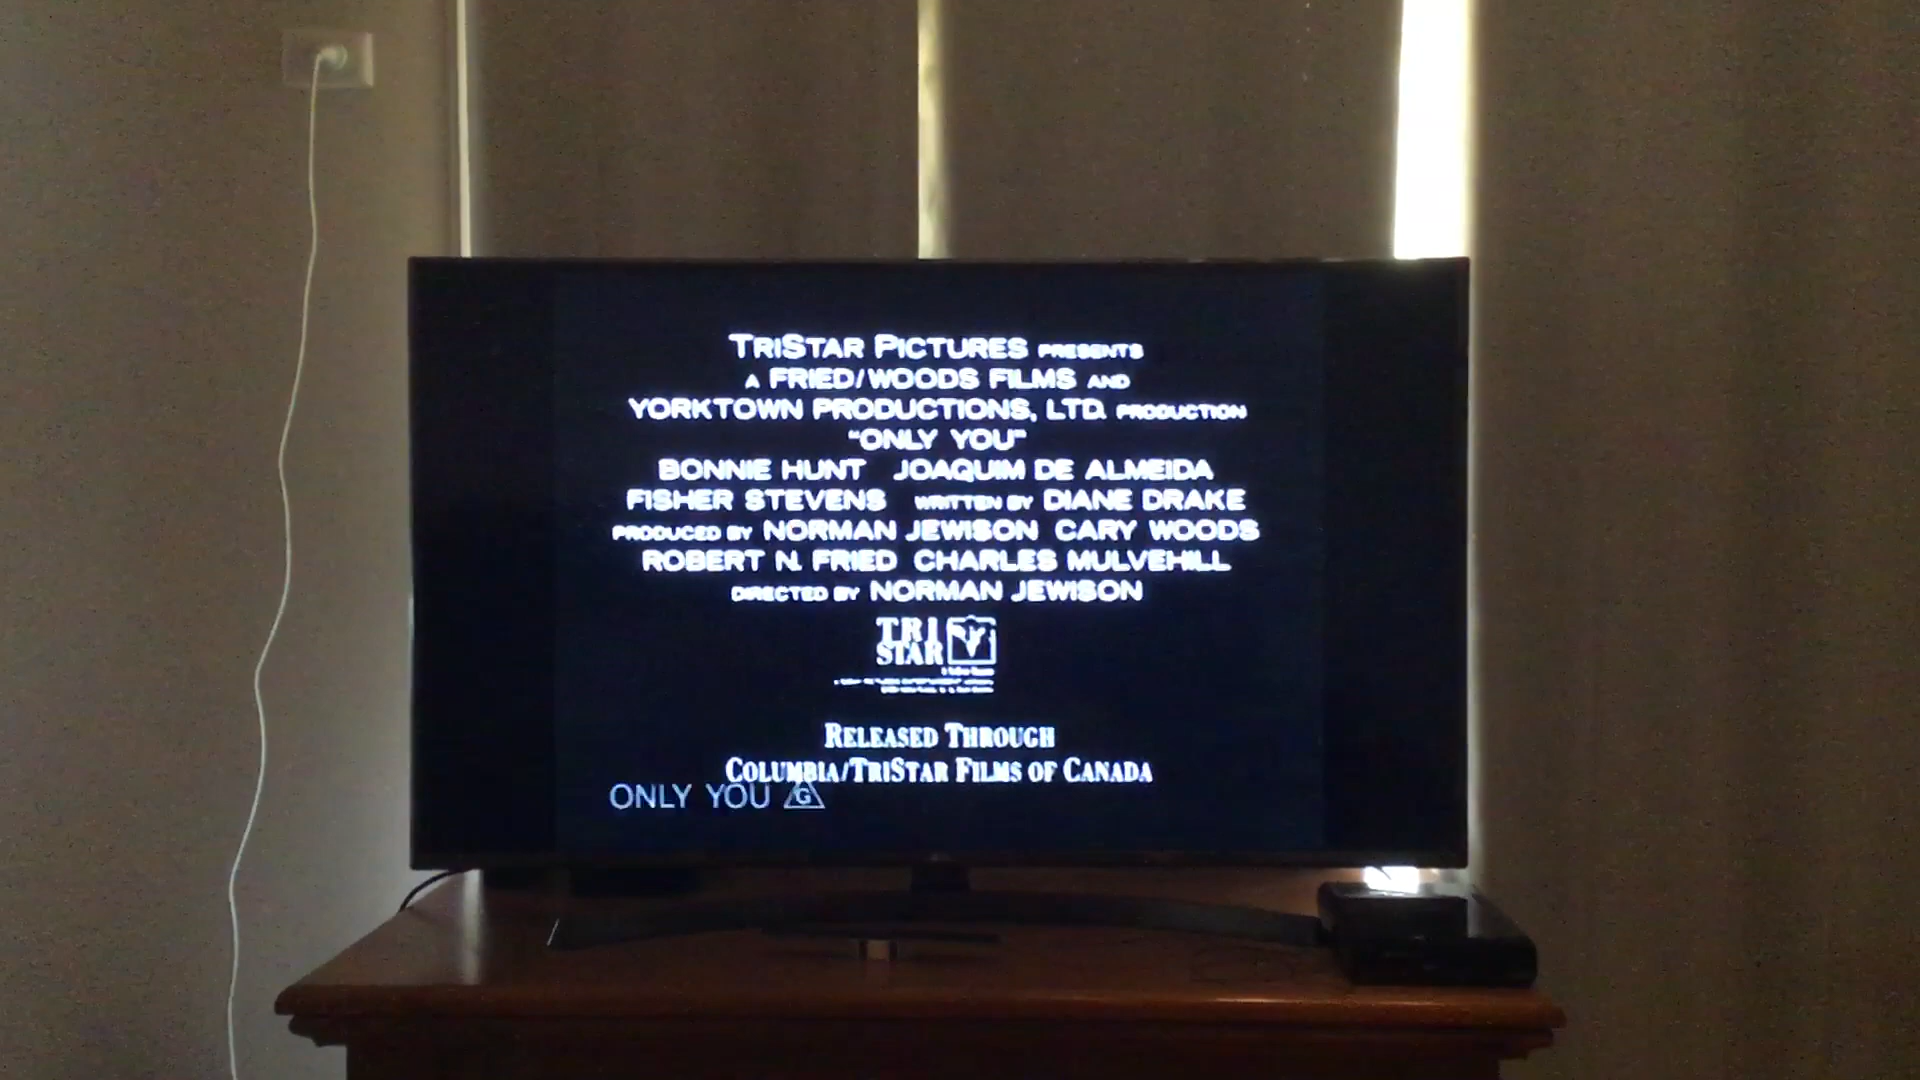 TRISTAR PICTURES PRESENTS
A FRIED/WOODS FILMS AND
YORKTOWN PRODUCTIONS, LTD. PRODUCTION
"ONLY YOU"
BONNIE HUNT JOAQUIM DE ALMEIDA
FISHER STEVENS WRITTEN BY DIANE DRAKE
PRODUCED BY NORMAN JEWISON CARY WOODS
ROBERT N. FRIED CHARLES MULVEHILL
DIRECTED BY NORMAN JEWISON
TRI
STAR
RELEASED THROUGH
COLUMBIA/TRISTAR FILMS OF CANADA
ONLY YOU G